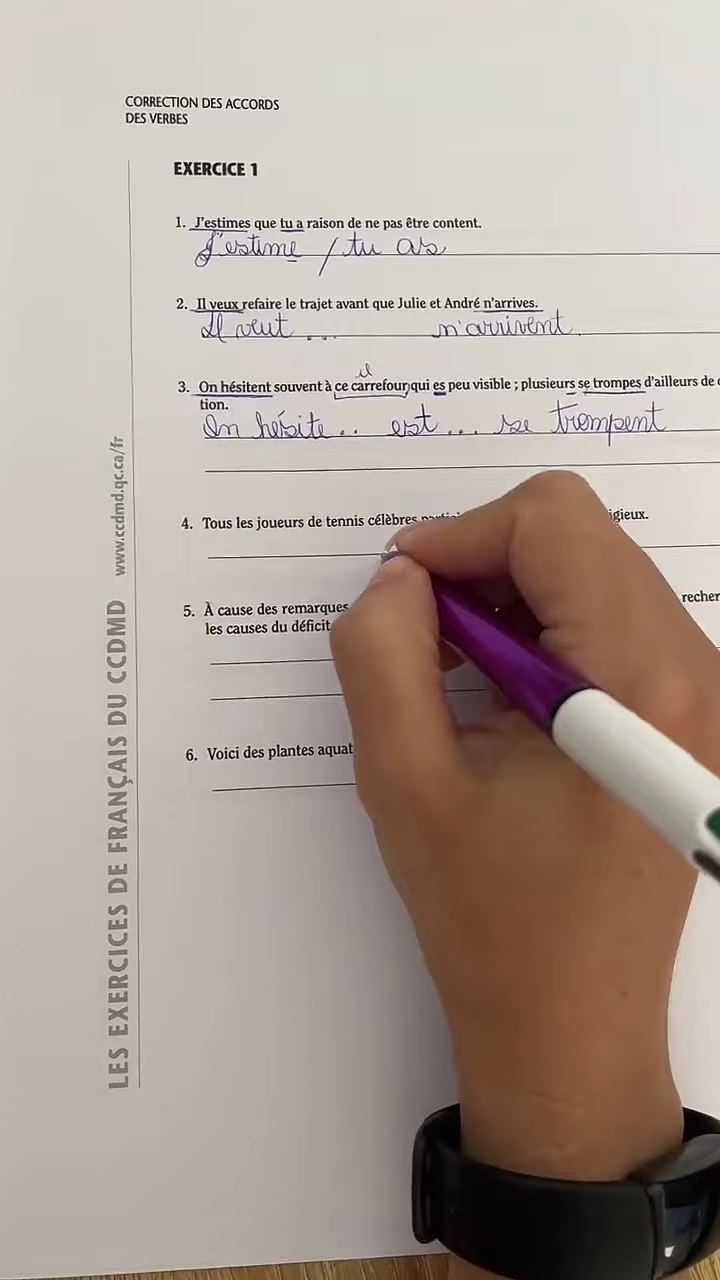 CORRECTION DES ACCORDS
DES VERBES
EXERCICE 1
1. J'estimes que tu a raison de ne pas être content.
J'estime / tu as
2. Il veux refaire le trajet avant que Julie et André n'arrives.
Il veut ... n'arrivent
il
3. On hésitent souvent à ce carrefour qui es peu visible ; plusieurs se trompes d'ailleurs de
tion.
On hésite .. est ... se trompent
4. Tous les joueurs de tennis célèbres
5. À cause des remarques recher
les causes du déficit
6. Voici des plantes aquat
LES EXERCICES DE FRANÇAIS DU CCDMD www.ccdmd.qc.ca/fr